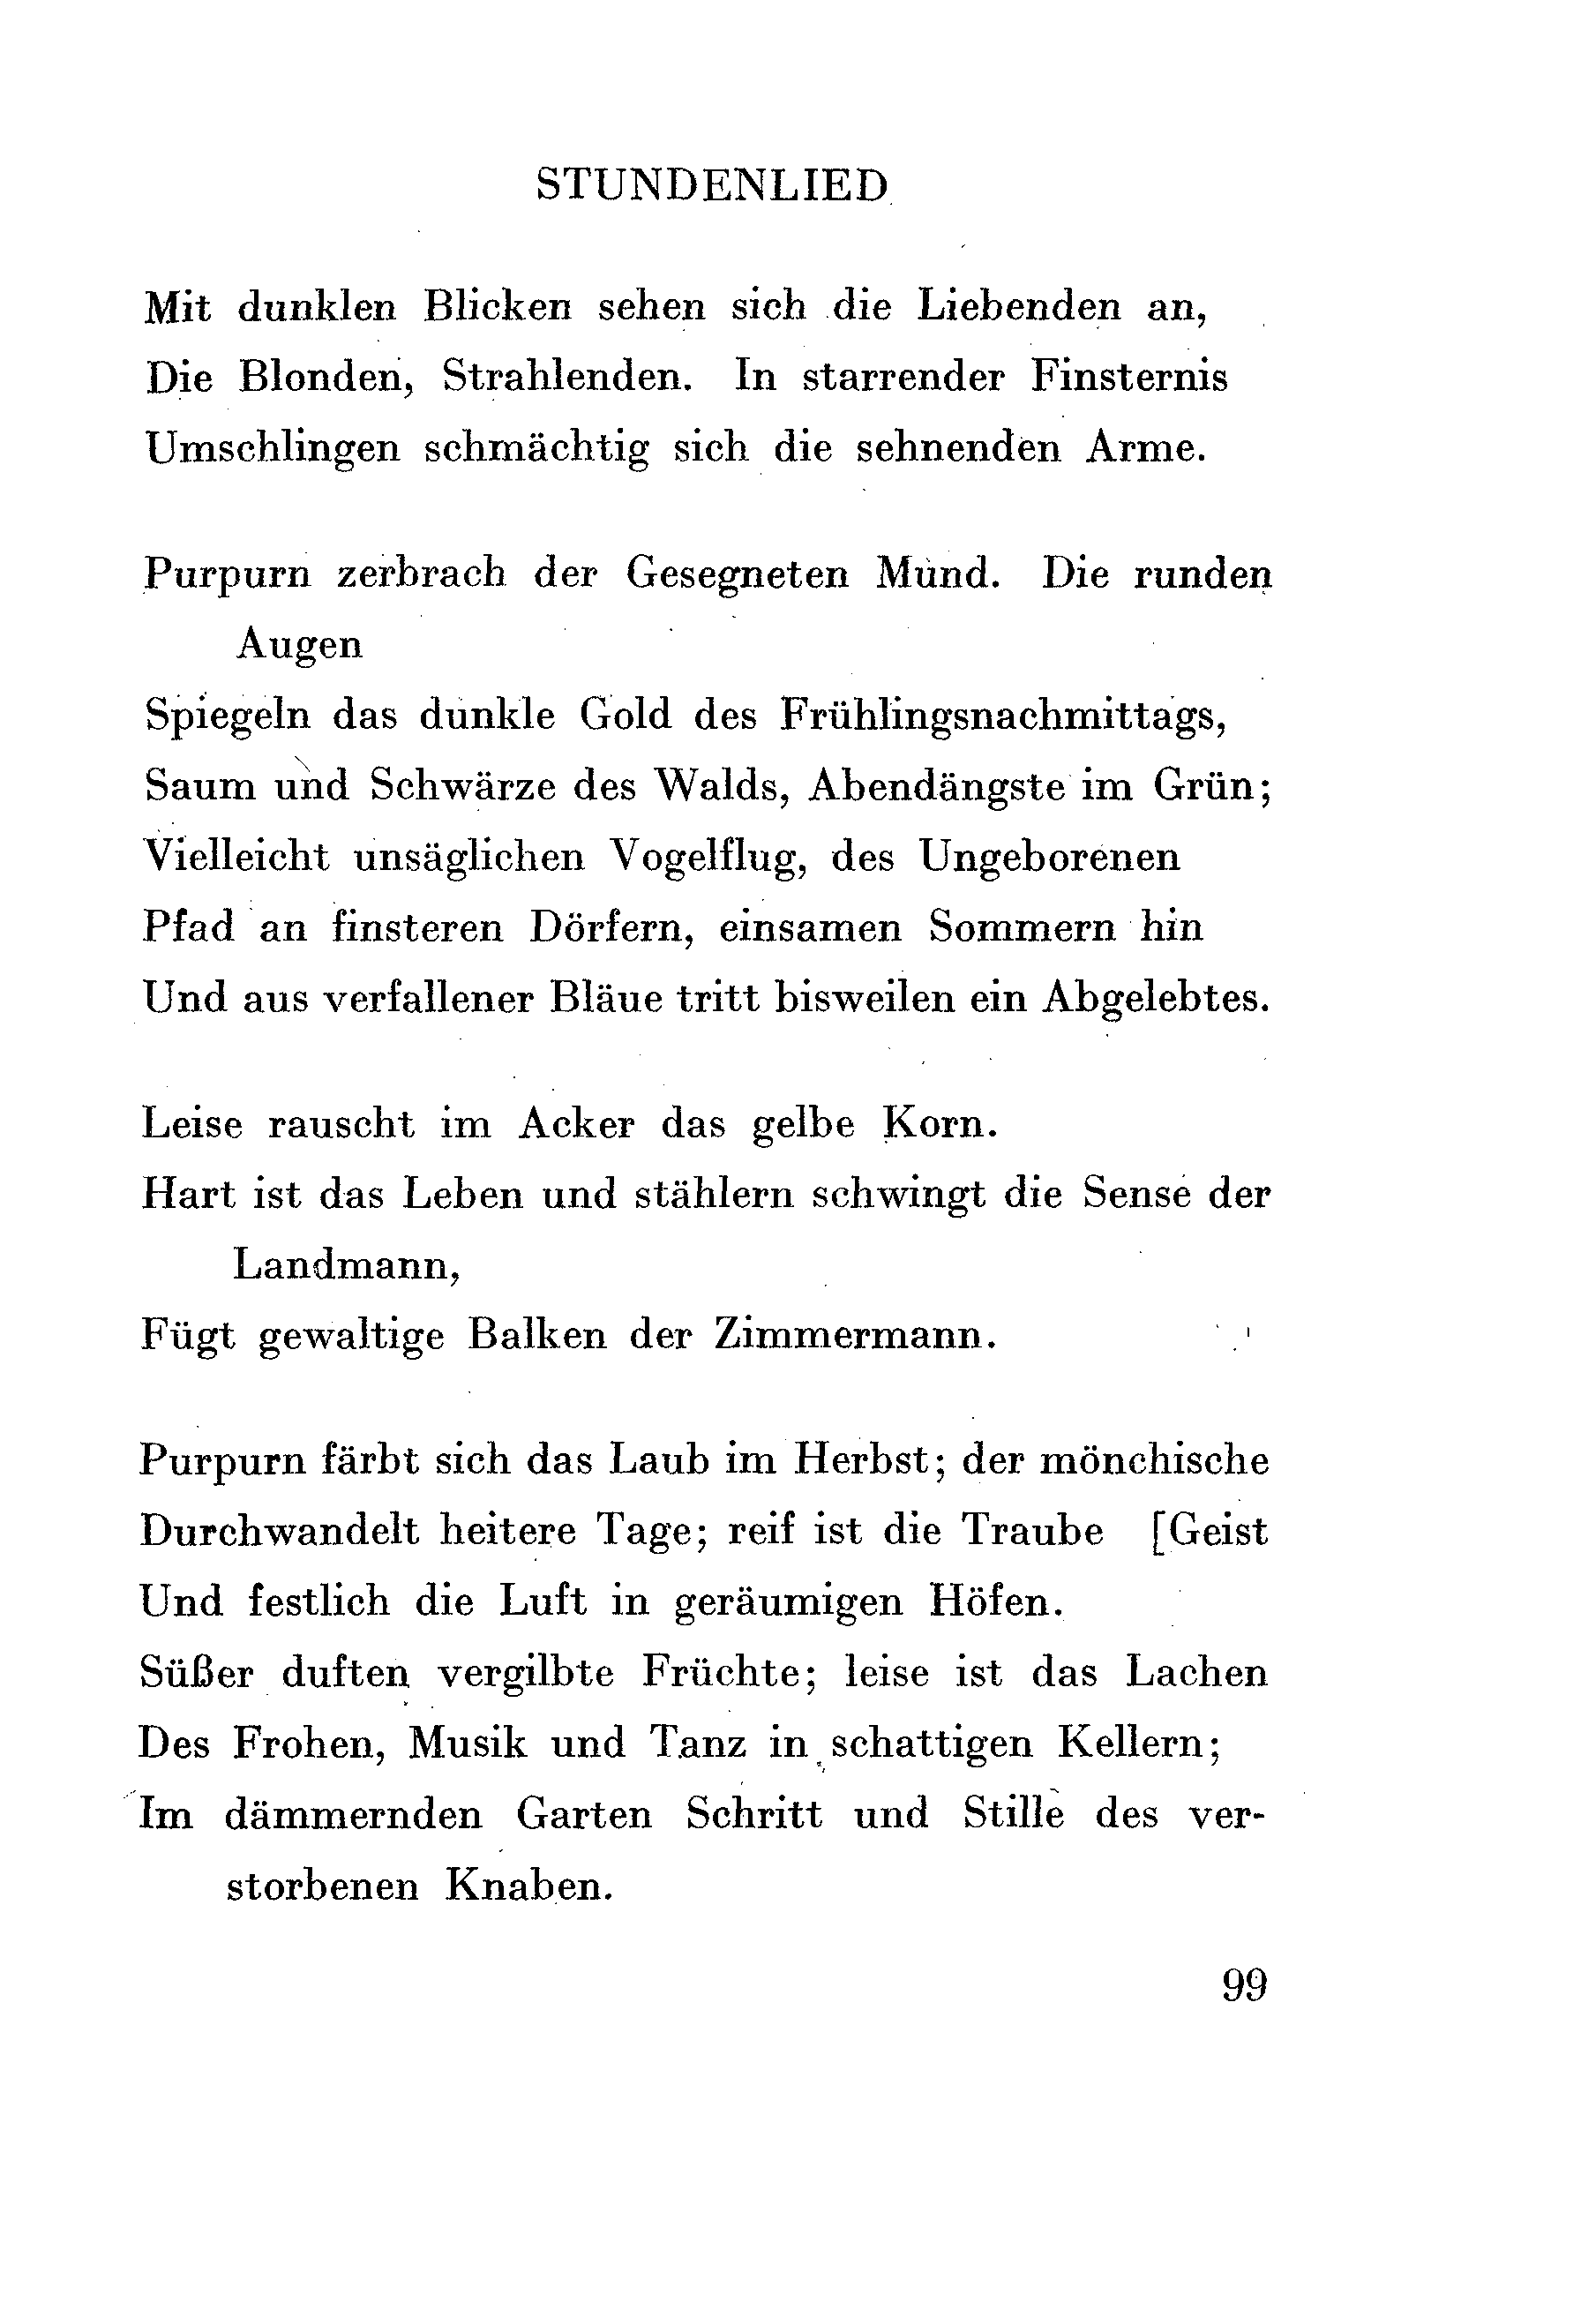 STUNDENLIED
Mit dunklen Blicken sehen sich die Liebenden an,
Die Blonden, Strahlenden. In starrender Finsternis
Umschlingen schmächtig sich die sehnenden Arme.
Purpurn zerbrach der Gesegneten Mund. Die runden
Augen
Spiegeln das dunkle Gold des Frühlingsnachmittags,
Saum und Schwärze des Walds, Abendängste im Grün;
Vielleicht unsäglichen Vogelflug, des Ungeborenen
Pfad an finsteren Dörfern, einsamen Sommern hin
Und aus verfallener Bläue tritt bisweilen ein Abgelebtes.
Leise rauscht im Acker das gelbe Korn.
Hart ist das Leben und stählern schwingt die Sense der
Landmann,
Fügt gewaltige Balken der Zimmermann.
Purpurn färbt sich das Laub im Herbst; der mönchische
Durchwandelt heitere Tage; reif ist die Traube [Geist
Und festlich die Luft in geräumigen Höfen.
Süßer duften vergilbte Früchte; leise ist das Lachen
Des Frohen, Musik und Tanz in schattigen Kellern;
Im dämmernden Garten Schritt und Stille des ver-
storbenen Knaben.
99